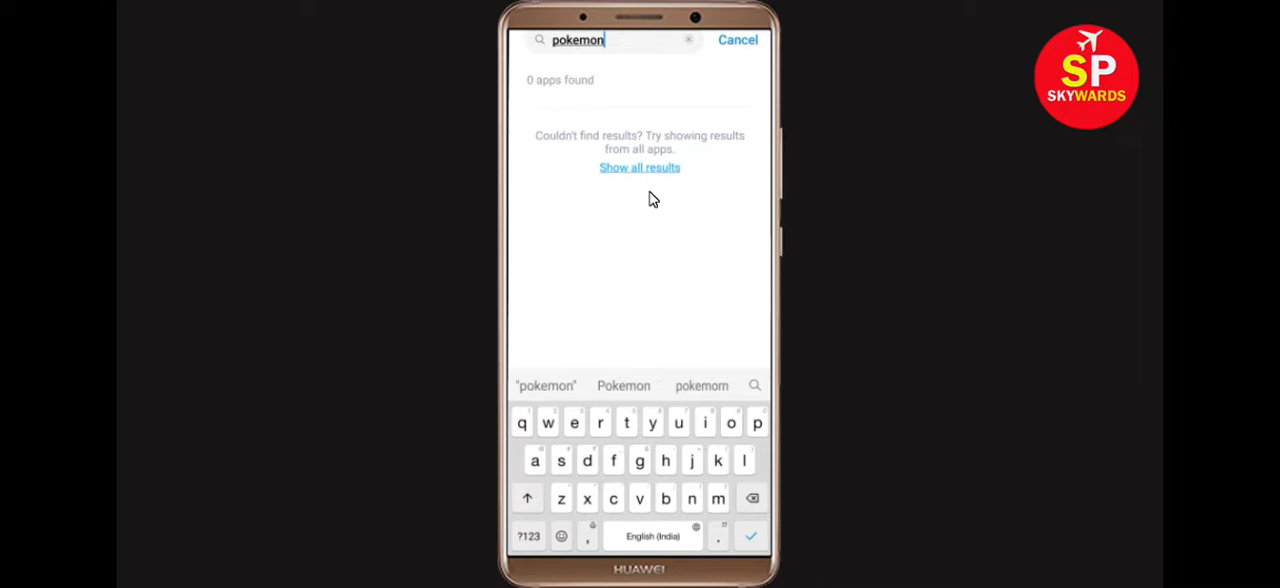 pokemon
Cancel
SP
SKYWARDS
0 apps found
Couldn't find results? Try showing results
from all apps.
Show all results
"pokemon" Pokemon pokemorn
q w e r t y u i o p
a s d f g h j k l
z x c v b n m
?123 , English (India) .
HUAWEI